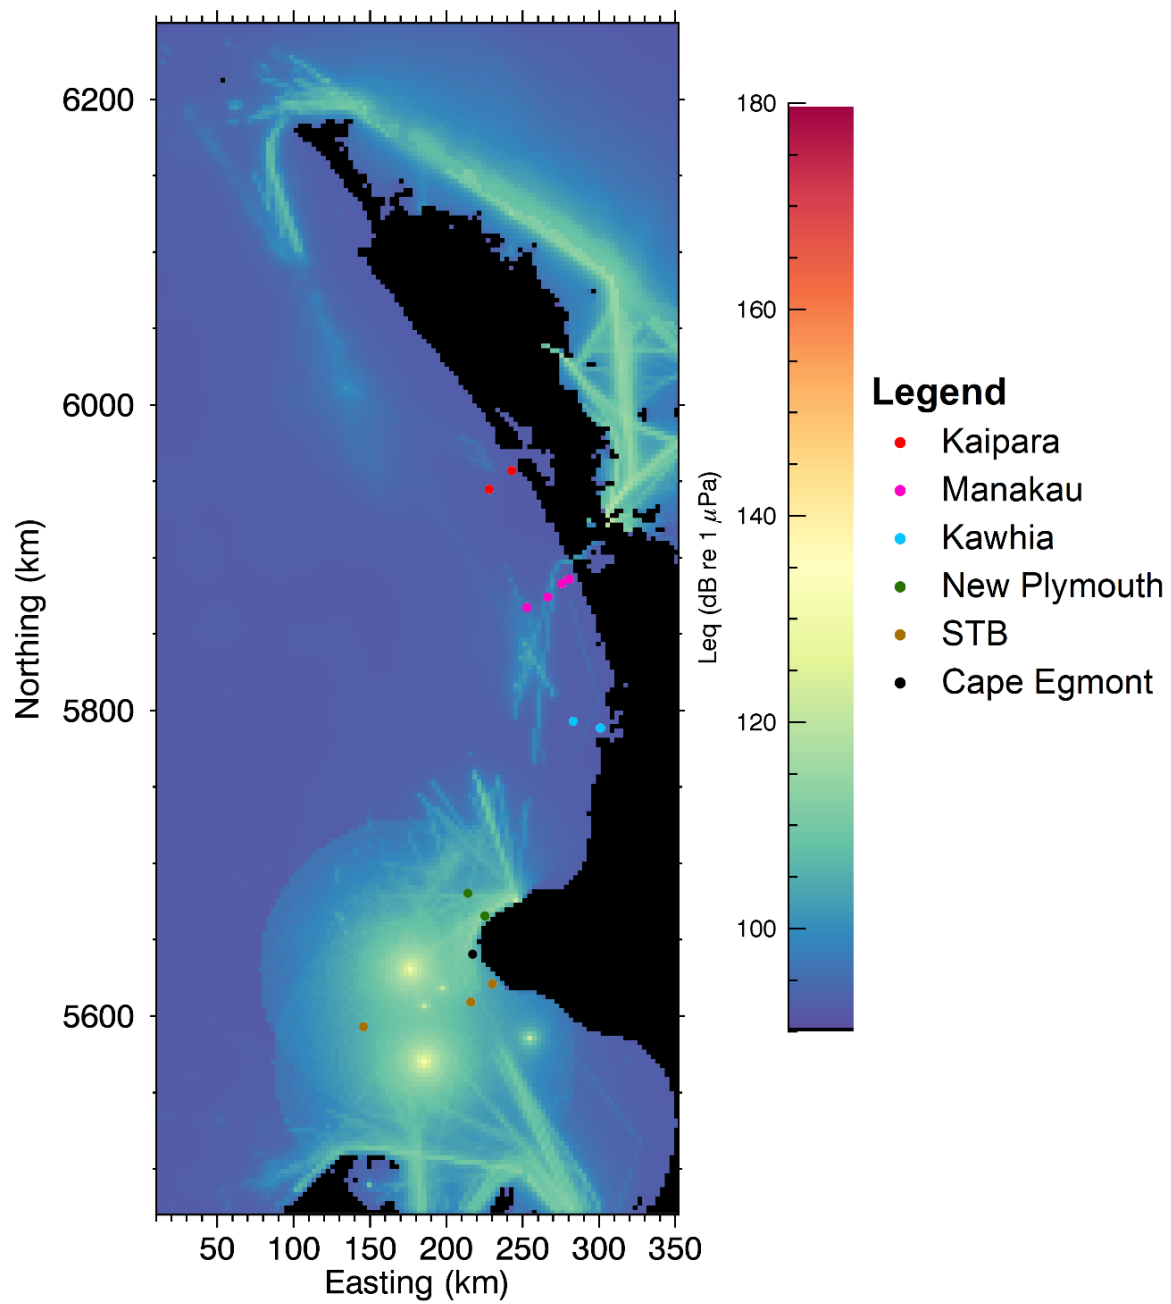 6200
6000
5800
5600
Northing (km)
50 100 150 200 250 300 350
Easting (km)
180
160
140
120
100
Leq (dB re 1 μPa)
Legend
Kaipara
Manakau
Kawhia
New Plymouth
STB
Cape Egmont